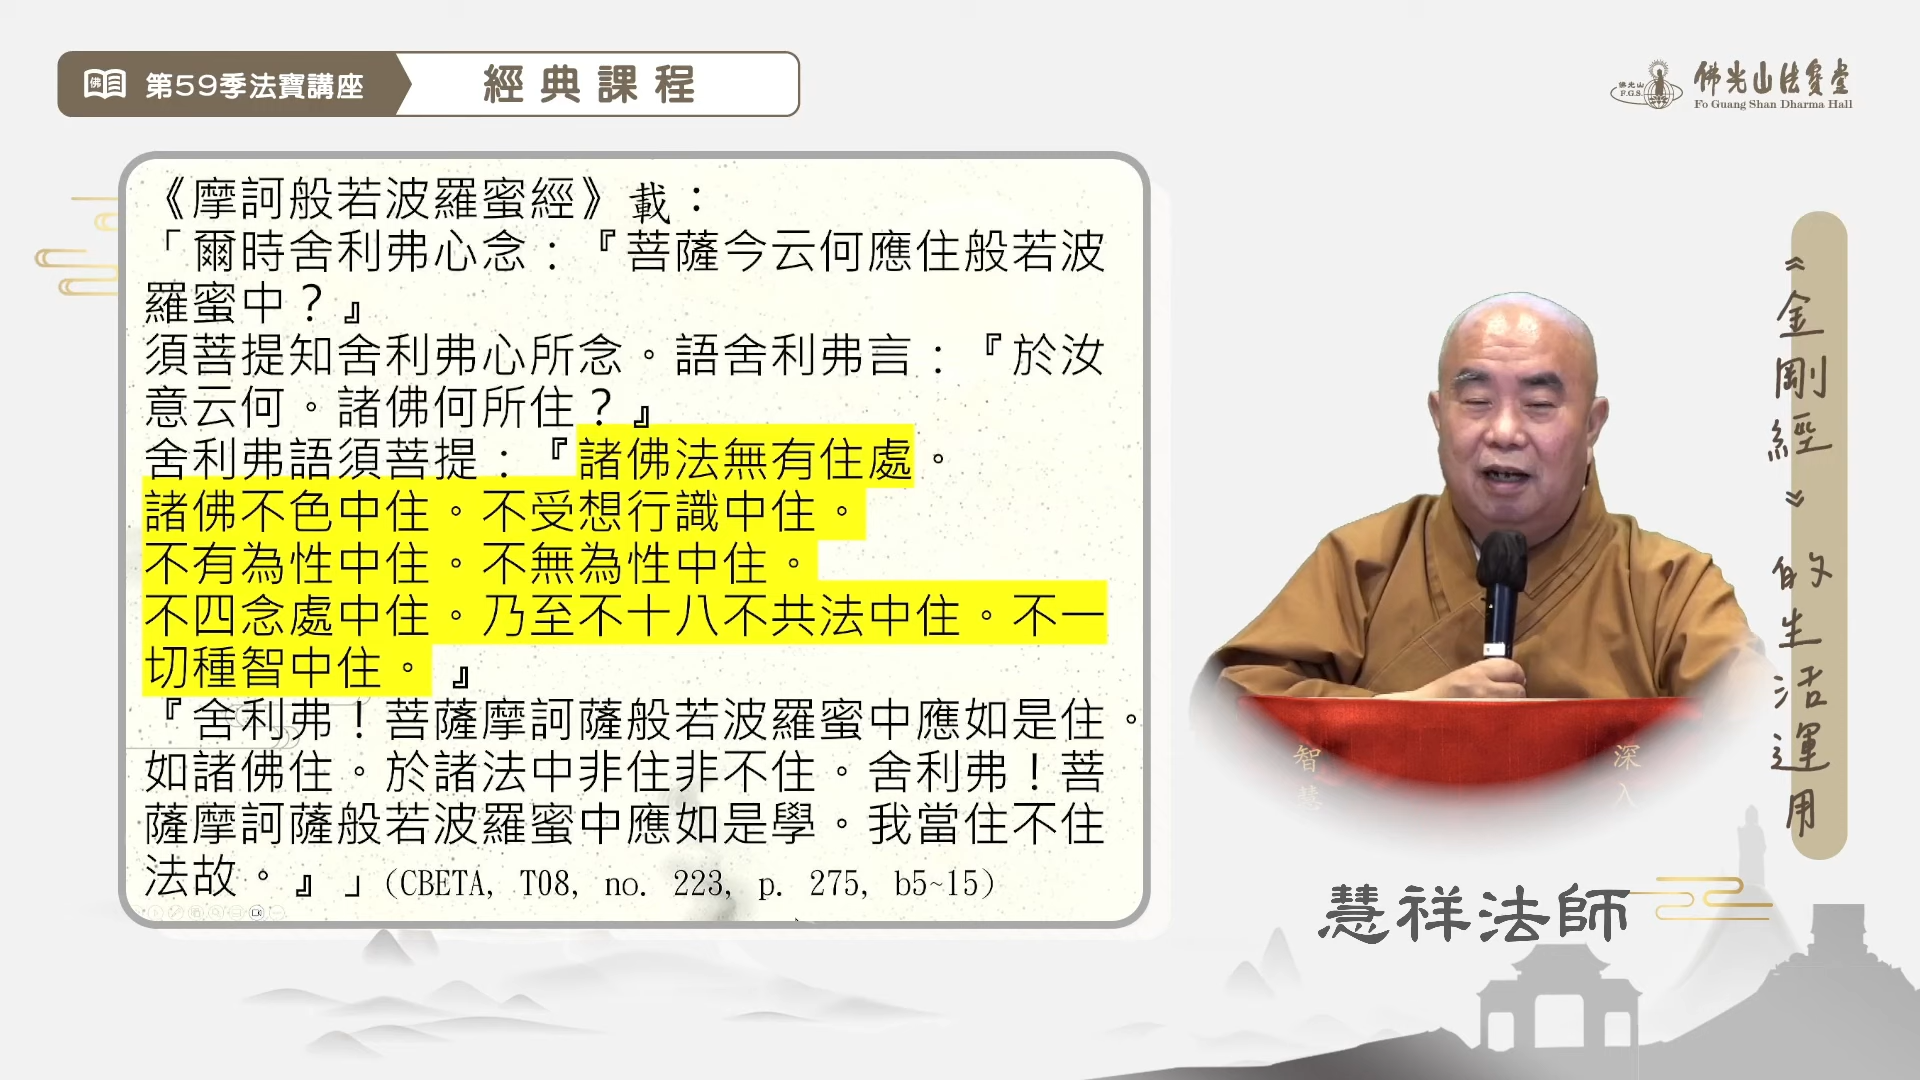 佛
第59季法寶講座
經典課程
佛光山
F.G.S.
佛光山法寶堂
Fo Guang Shan Dharma Hall
《摩訶般若波羅蜜經》載：
「爾時舍利弗心念：『菩薩今云何應住般若波
羅蜜中？』
須菩提知舍利弗心所念。語舍利弗言：『於汝
意云何。諸佛何所住？』
舍利弗語須菩提：『諸佛法無有住處。
諸佛不色中住。不受想行識中住。
不有為性中住。不無為性中住。
不四念處中住。乃至不十八不共法中住。不一
切種智中住。』
『舍利弗！菩薩摩訶薩般若波羅蜜中應如是住。
如諸佛住。於諸法中非住非不住。舍利弗！菩
薩摩訶薩般若波羅蜜中應如是學。我當住不住
法故。』」(CBETA, T08, no. 223, p. 275, b5~15)
《金剛經》的生活運用
智慧
深入
慧祥法師